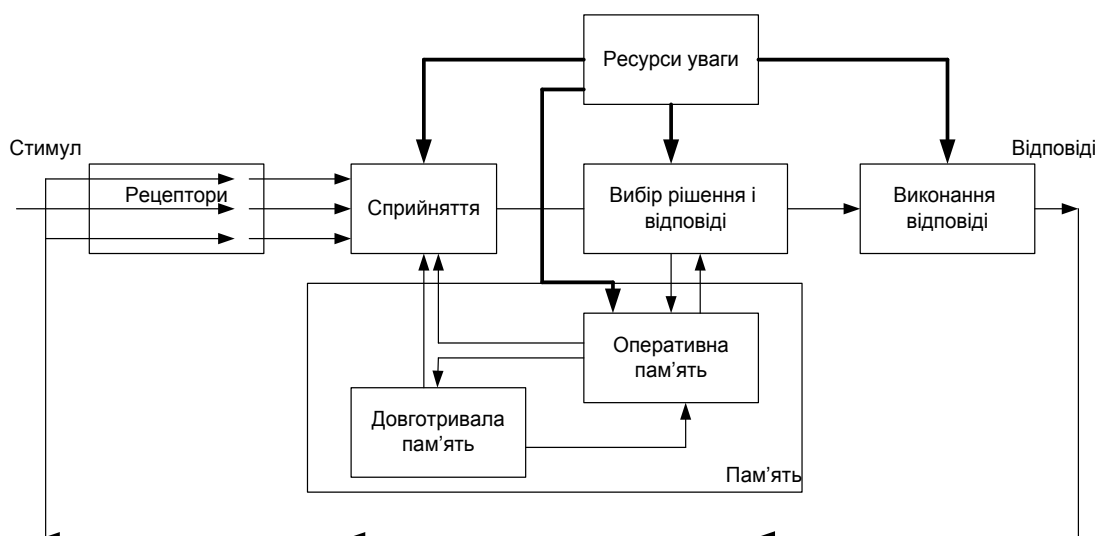 Ресурси уваги
Стимул
Відповіді
Рецептори
Сприйняття
Вибір рішення і
відповіді
Виконання
відповіді
Оперативна
пам’ять
Довготривала
пам’ять
Пам’ять